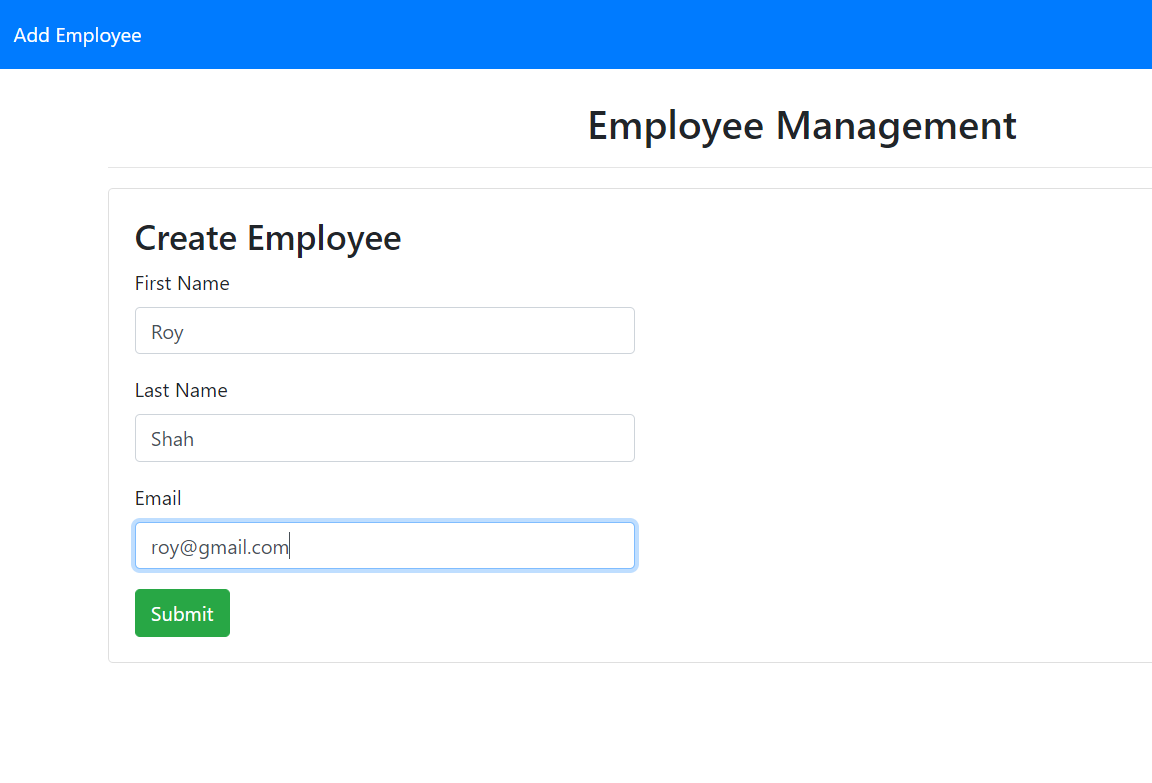 Add Employee
Employee Management
Create Employee
First Name
Roy
Last Name
Shah
Email
roy@gmail.com
Submit